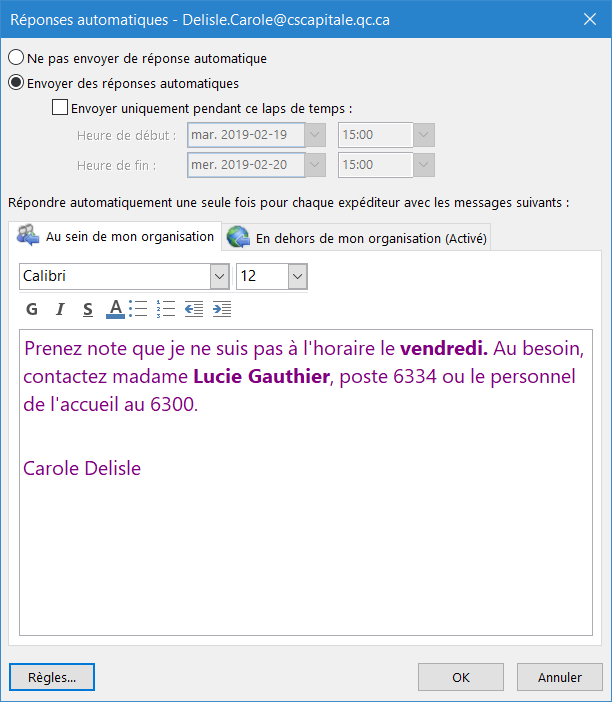 Réponses automatiques - Delisle.Carole@cscapitale.qc.ca
Ne pas envoyer de réponse automatique
Envoyer des réponses automatiques
Envoyer uniquement pendant ce laps de temps :
Heure de début : mar. 2019-02-19 15:00
Heure de fin : mer. 2019-02-20 15:00
Répondre automatiquement une seule fois pour chaque expéditeur avec les messages suivants :
Au sein de mon organisation En dehors de mon organisation (Activé)
Calibri 12
G I S A
Prenez note que je ne suis pas à l'horaire le vendredi. Au besoin,
contactez madame Lucie Gauthier, poste 6334 ou le personnel
de l'accueil au 6300.
Carole Delisle
Règles... OK Annuler